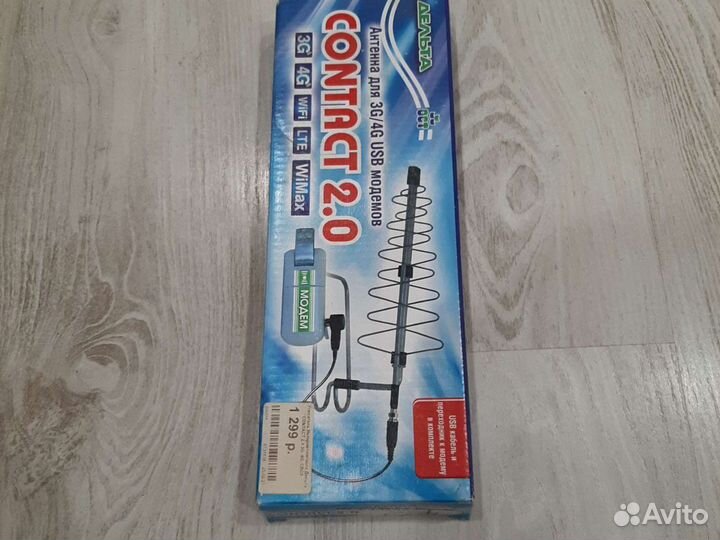 ДЕЛЬТА
Антенна для 3G/4G USB модемов
CONTACT 2.0
3G 4G WiFi LTE WiMax
МОДЕМ
USB кабель и
переходник к модему
в комплекте
1 299 р.
Avito